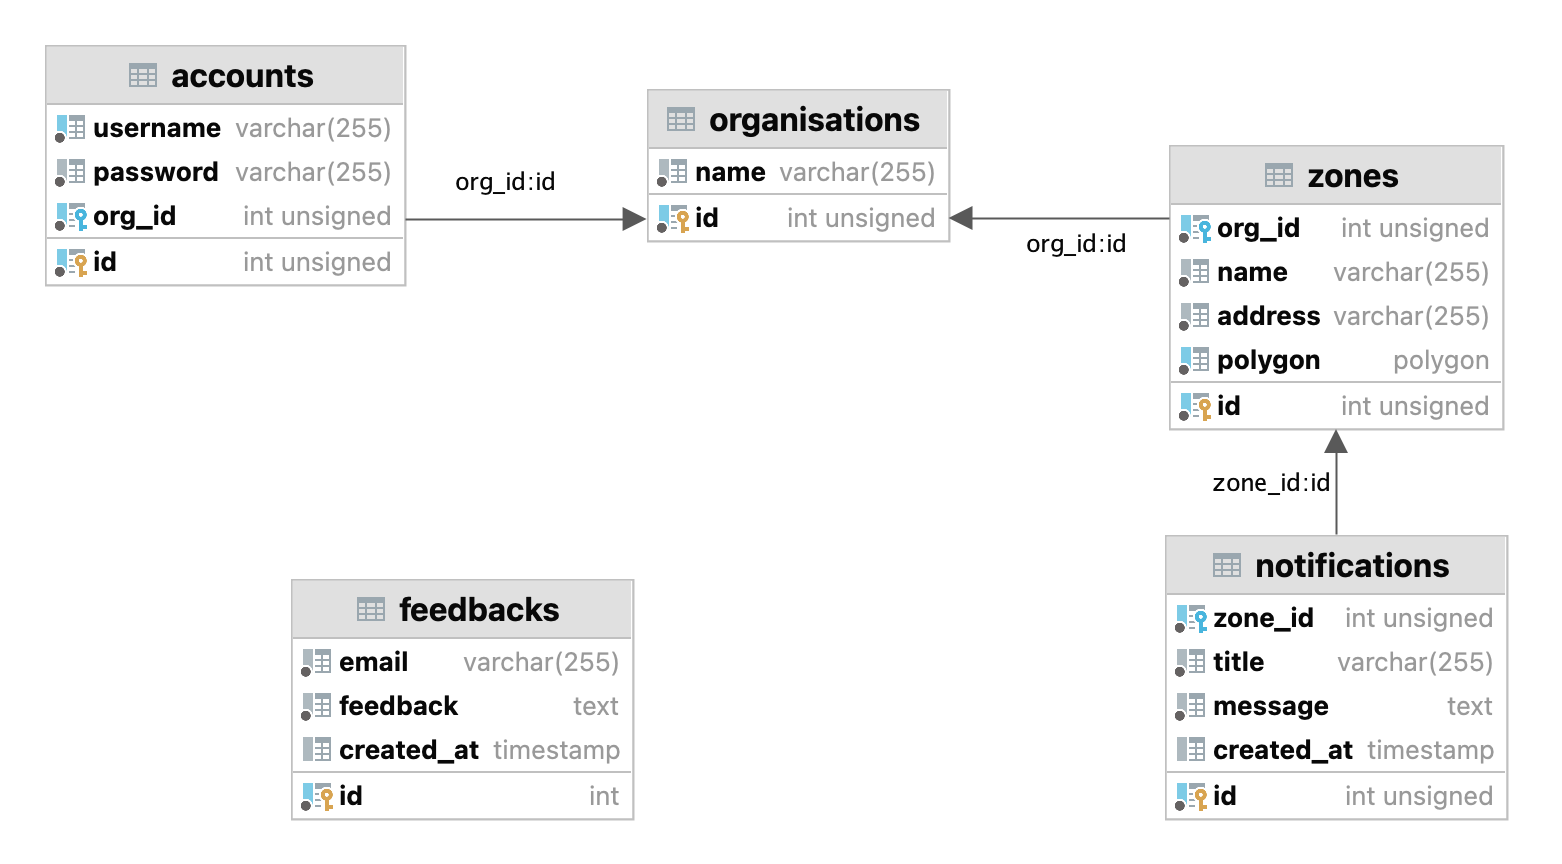 accounts
username varchar(255)
password varchar(255)
org_id int unsigned
id int unsigned
org_id:id
organisations
name varchar(255)
id int unsigned
org_id:id
zones
org_id int unsigned
name varchar(255)
address varchar(255)
polygon polygon
id int unsigned
zone_id:id
feedbacks
email varchar(255)
feedback text
created_at timestamp
id int
notifications
zone_id int unsigned
title varchar(255)
message text
created_at timestamp
id int unsigned